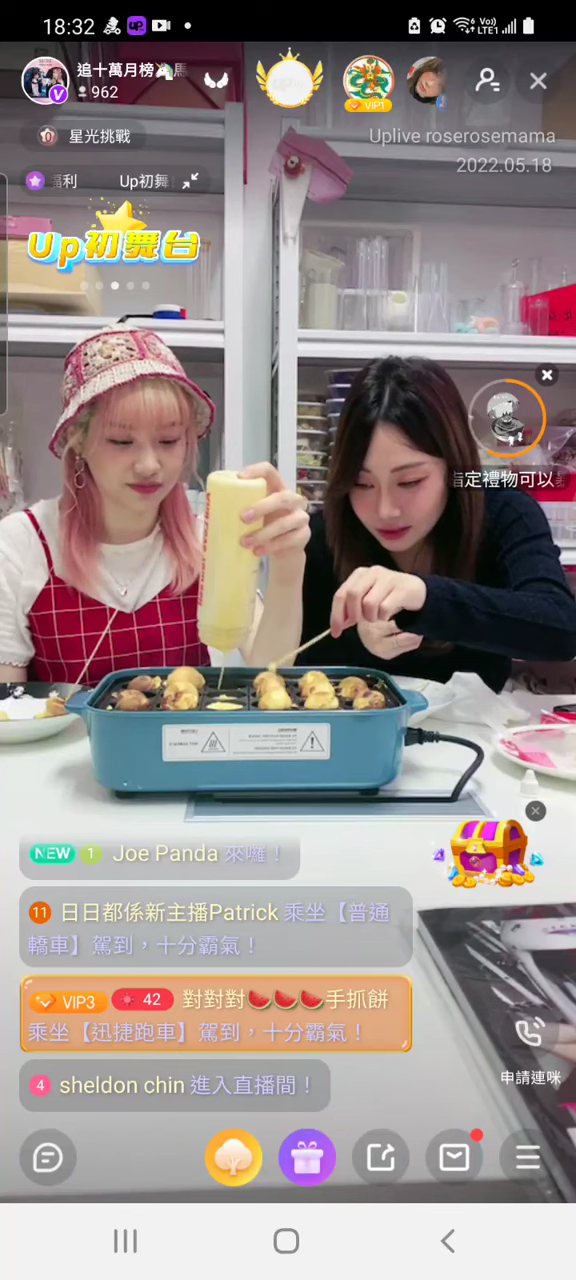 18:32
Vo))
LTE1
追十萬月榜🦄馬
962
VIP1
星光挑戰
Uplive roserosemama
2022.05.18
福利 Up初舞
Up初舞台
指定禮物可以
NEW 1 Joe Panda 來囉！
11 日日都係新主播Patrick 乘坐【普通
轎車】駕到，十分霸氣！
VIP3 42 對對對🍉🍉🍉手抓餅
乘坐【迅捷跑車】駕到，十分霸氣！
4 sheldon chin 進入直播間！
申請連咪